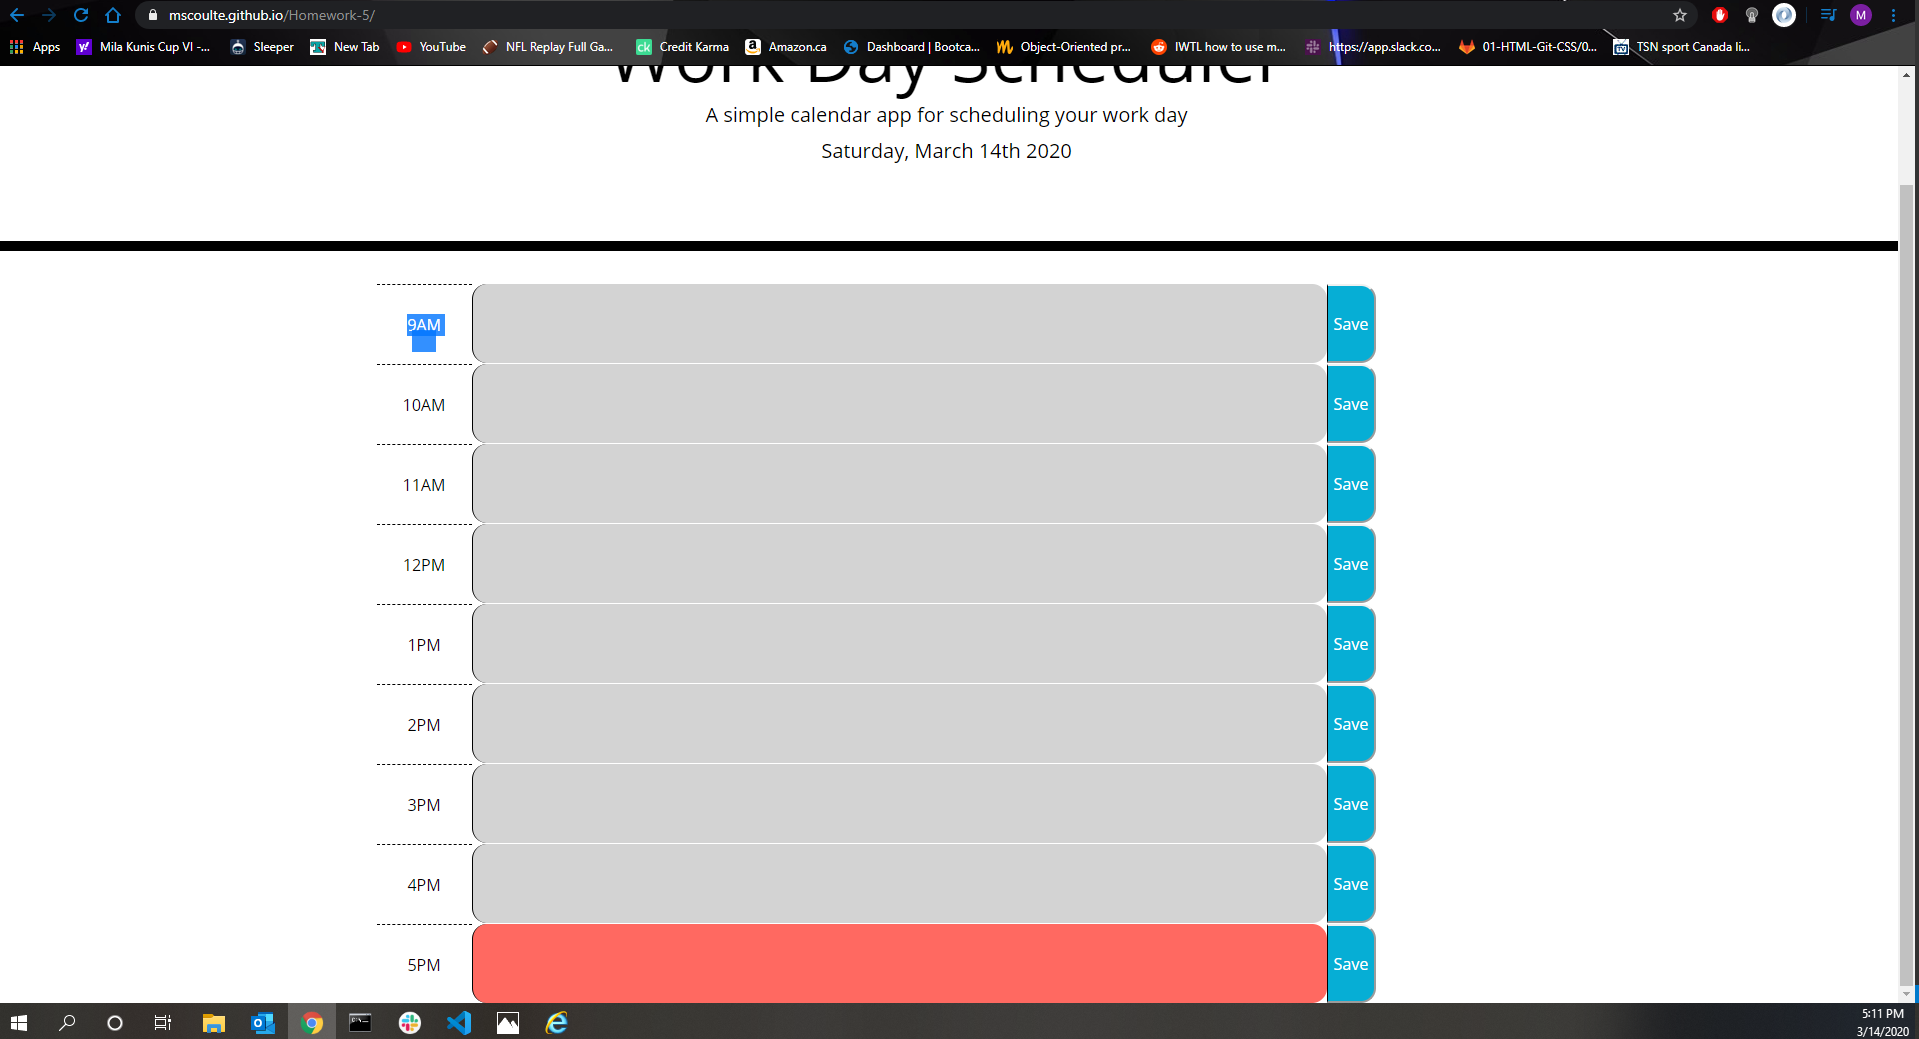 mscoulte.github.io/Homework-5/
M
Apps
Mila Kunis Cup VI -...
Sleeper
New Tab
YouTube
NFL Replay Full Ga...
ck
Credit Karma
Amazon.ca
Dashboard | Bootca...
Object-Oriented pr...
IWTL how to use m...
https://app.slack.co...
01-HTML-Git-CSS/0...
TSN sport Canada li...
Work Day Scheduler
A simple calendar app for scheduling your work day
Saturday, March 14th 2020
9AM
Save
10AM
Save
11AM
Save
12PM
Save
1PM
Save
2PM
Save
3PM
Save
4PM
Save
5PM
Save
5:11 PM
3/14/2020